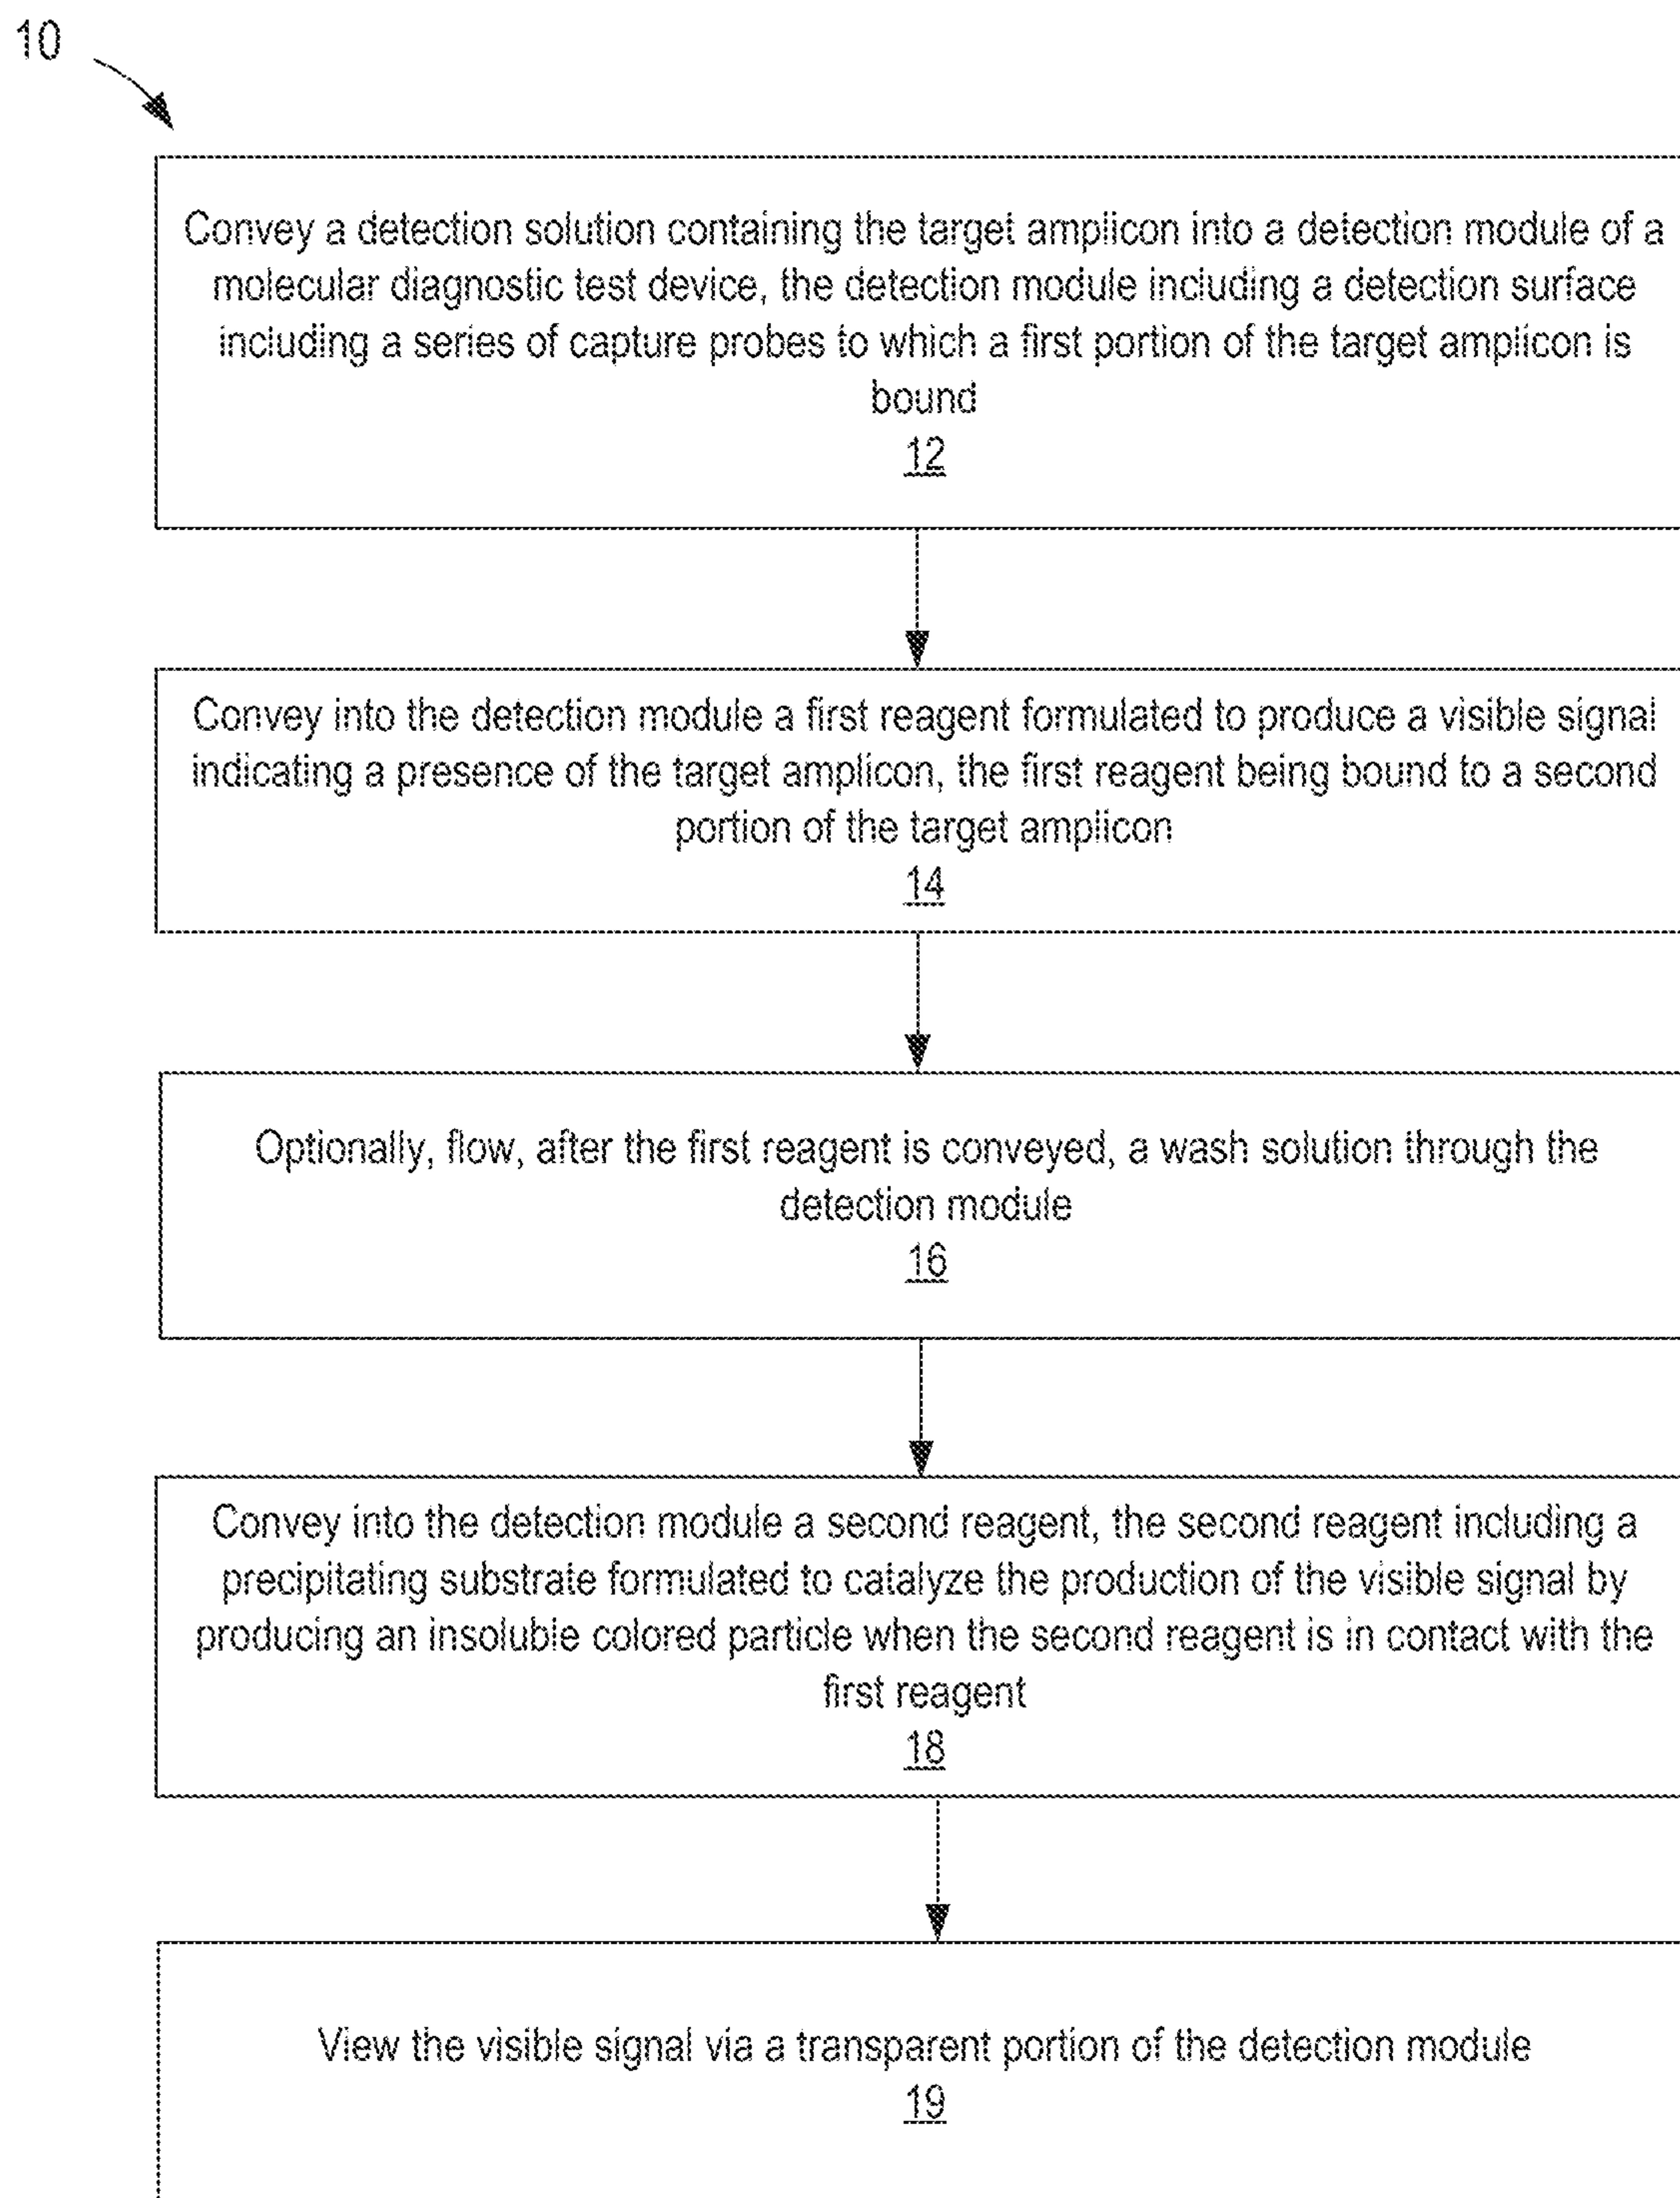 10
Convey a detection solution containing the target amplicon into a detection module of a
molecular diagnostic test device, the detection module including a detection surface
including a series of capture probes to which a first portion of the target amplicon is
bound
12
Convey into the detection module a first reagent formulated to produce a visible signal
indicating a presence of the target amplicon, the first reagent being bound to a second
portion of the target amplicon
14
Optionally, flow, after the first reagent is conveyed, a wash solution through the
detection module
16
Convey into the detection module a second reagent, the second reagent including a
precipitating substrate formulated to catalyze the production of the visible signal by
producing an insoluble colored particle when the second reagent is in contact with the
first reagent
18
View the visible signal via a transparent portion of the detection module
19